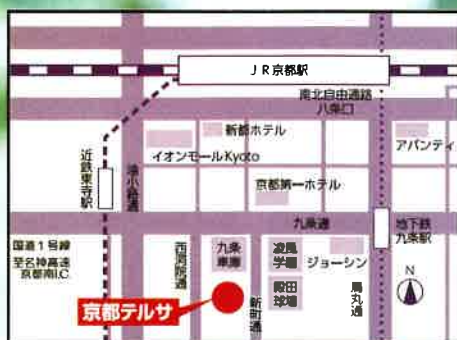 JR京都駅
南北自由通路
八条口
新都ホテル
アバンティ
イオンモールKyoto
近鉄東寺駅
油小路通
京都第一ホテル
九条通
地下鉄
九条駅
国道1号線
至名神高速
京都南I.C.
西洞院通
九条
車庫
凌風
学園
ジョーシン
烏丸通
N
殿田
球場
新町通
京都テルサ